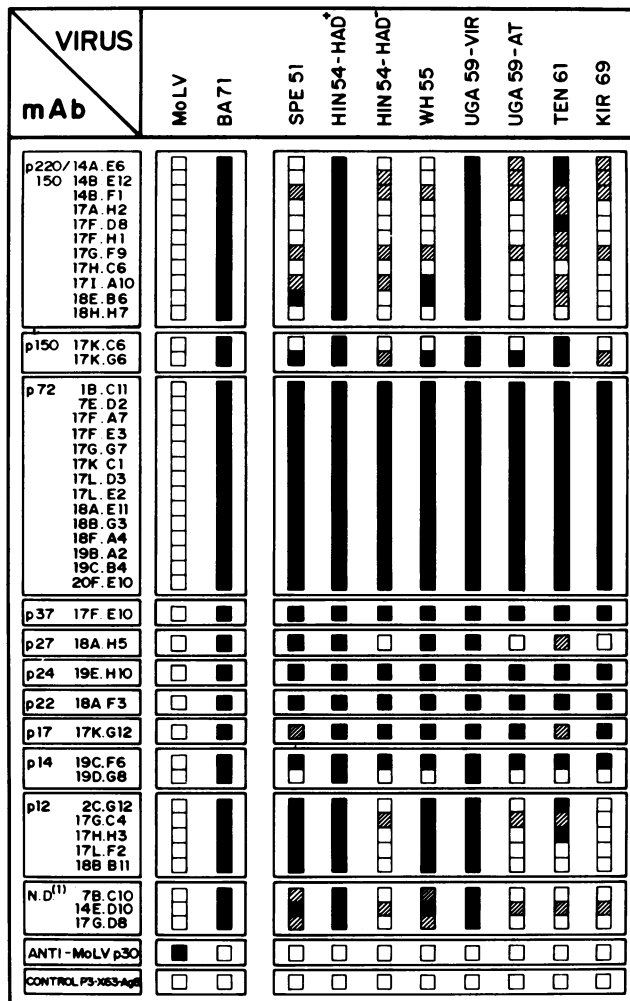 VIRUS
mAb
MoLV
BA71
SPE 51
HIN 54-HAD+
HIN 54-HAD-
WH 55
UGA 59-VIR
UGA 59-AT
TEN 61
KIR 69
p220/14A.E6
150 14B.E12
14B.F1
17A.H2
17F.D8
17F.H1
17G.F9
17H.C6
17I.A10
18E.B6
18H.H7
p150 17K.C6
17K.G6
p72 1B.C11
7E.D2
17F.A7
17F E3
17G.G7
17K C1
17L.D3
17L.E2
18A.E11
18B.G3
18F.A4
19B.A2
19C.B4
20F.E10
p37 17F.E10
p27 18A.H5
p24 19E.H10
p22 18A F3
p17 17K.G12
p14 19C.F6
19D.G8
p12 2C.G12
17G.C4
17H.H3
17L.F2
18B B11
N.D.(1) 7B.C10
14E.D10
17G.D8
ANTI-MoLV p30
CONTROL P3-X63-Ag8